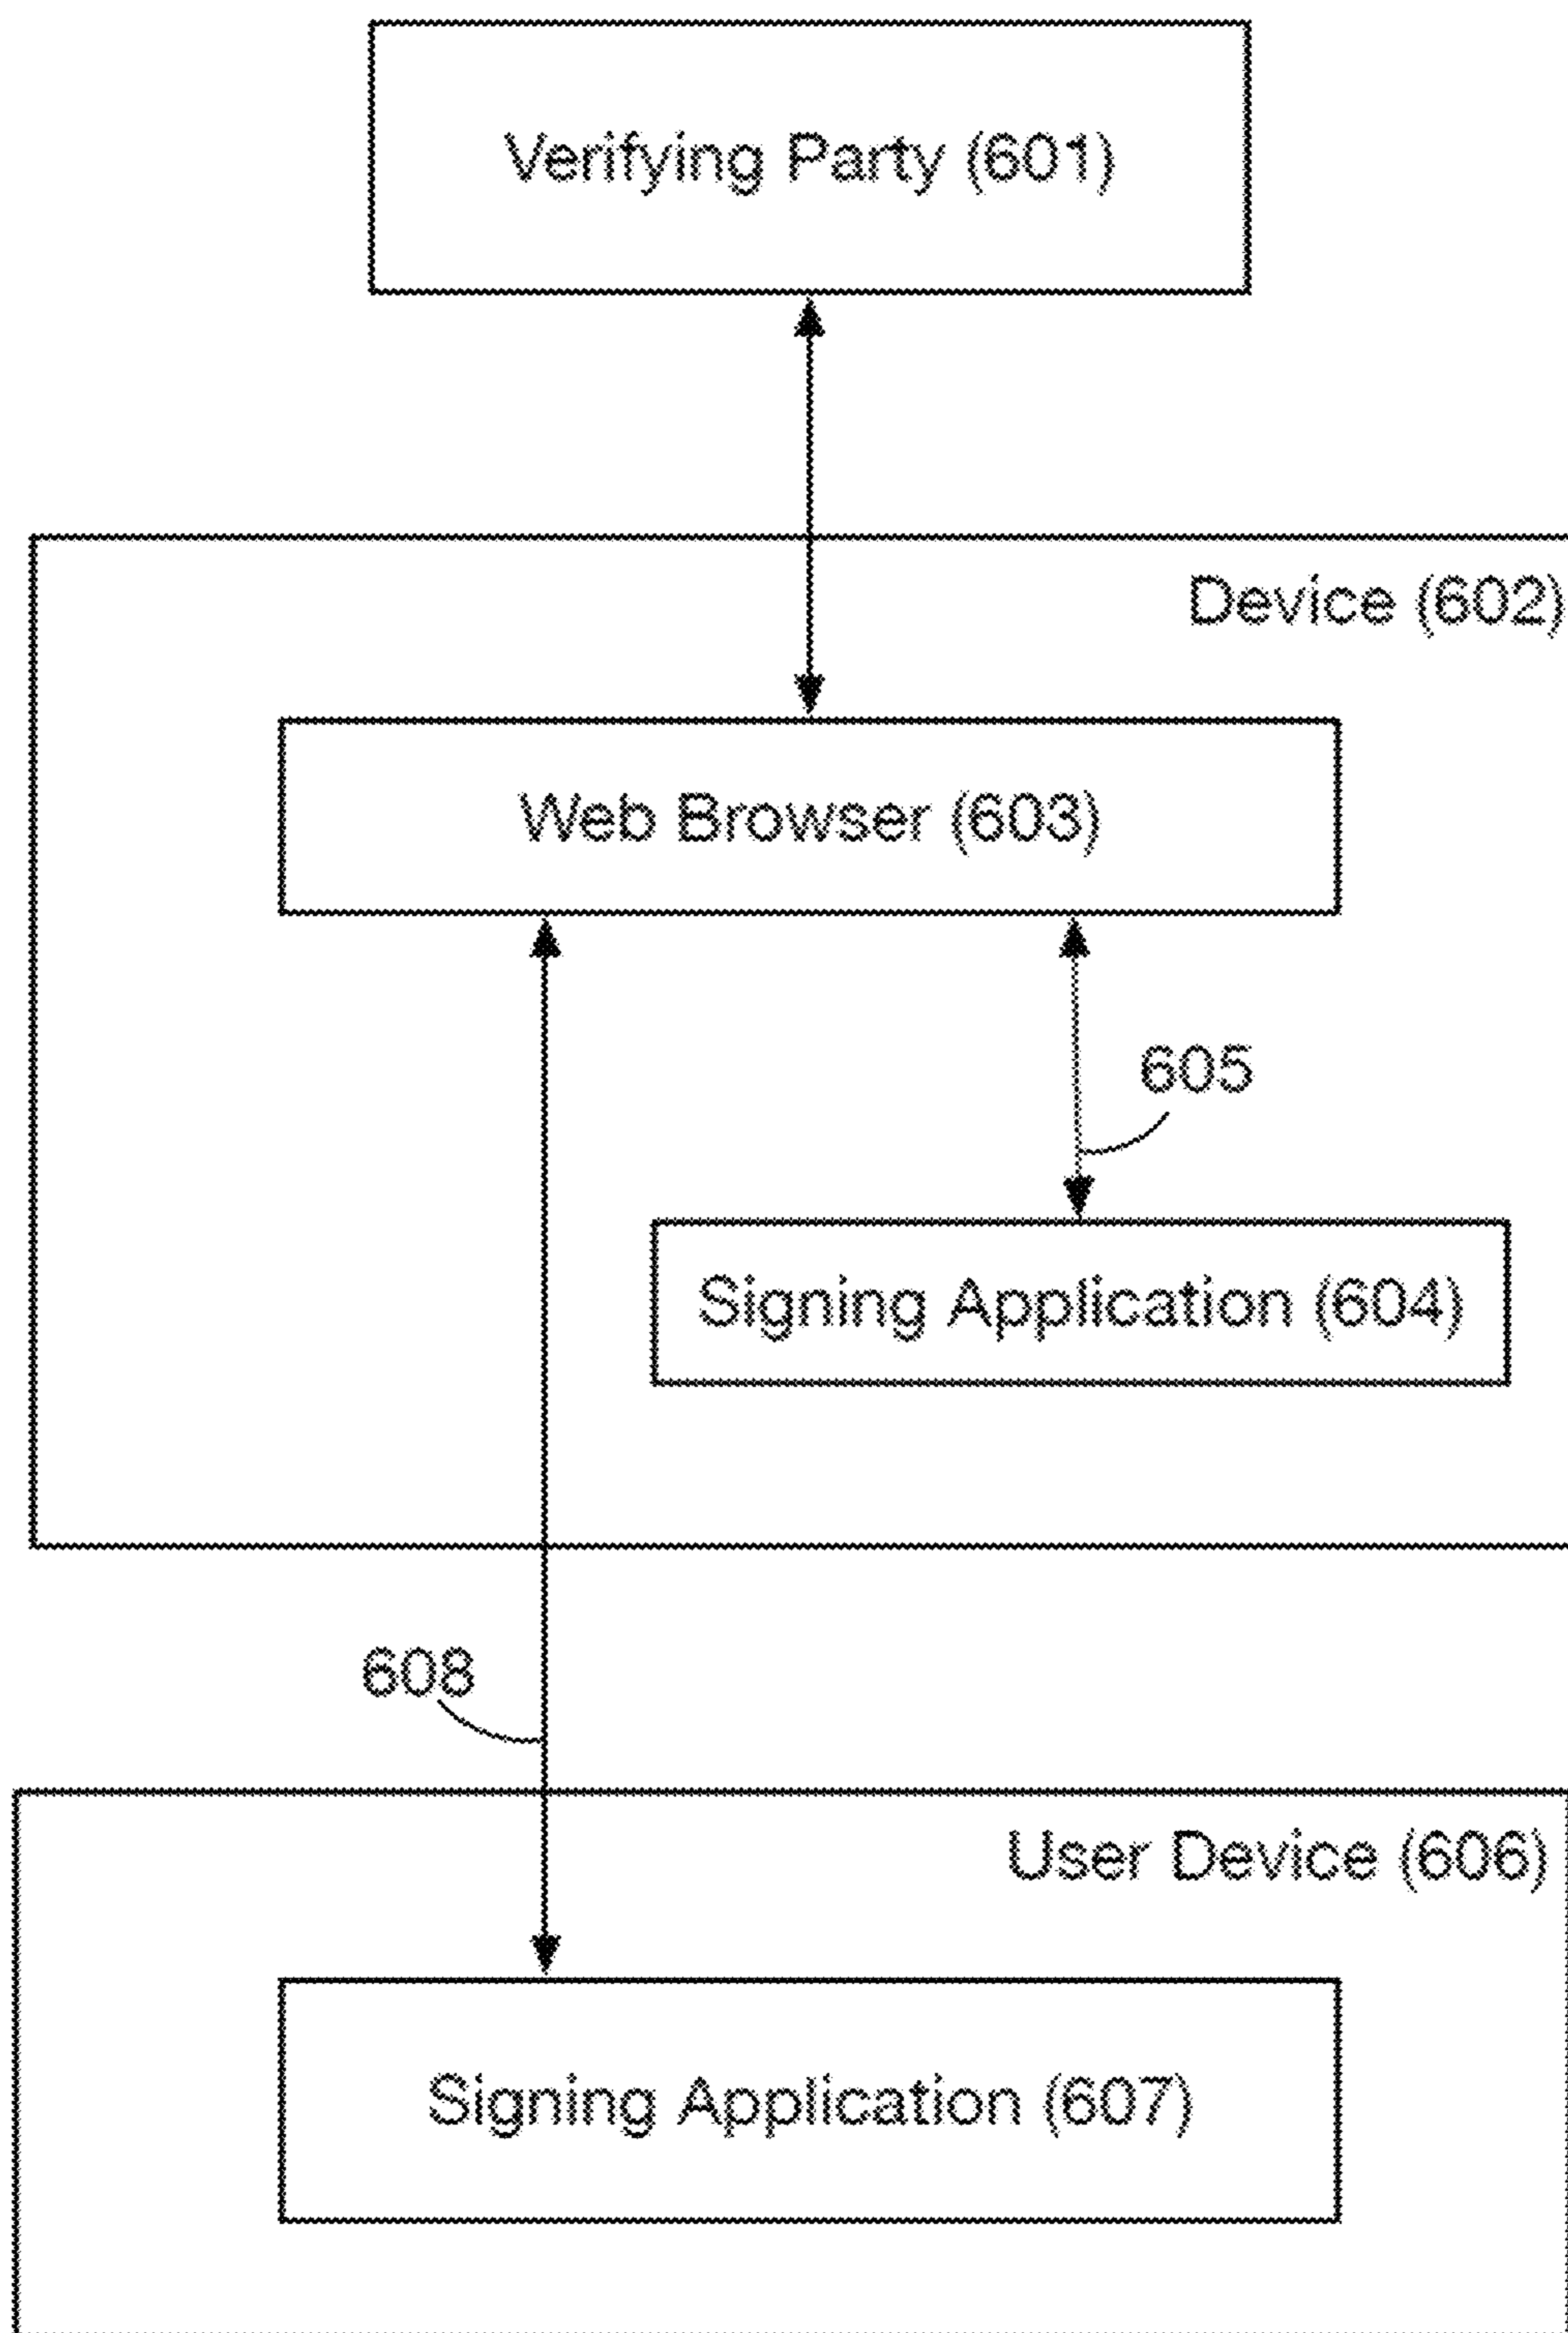 Verifying Party (601)
Device (602)
Web Browser (603)
605
Signing Application (604)
608
User Device (606)
Signing Application (607)